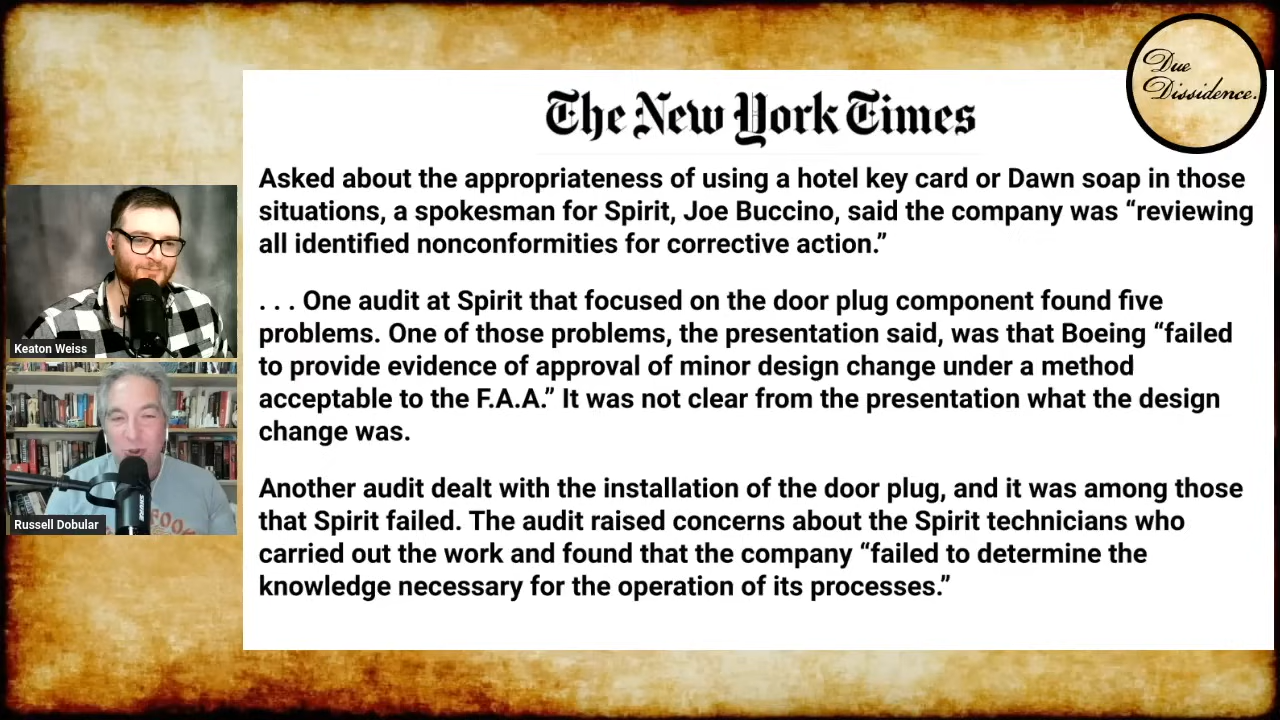 Due
Dissidence.
The New York Times
Asked about the appropriateness of using a hotel key card or Dawn soap in those
situations, a spokesman for Spirit, Joe Buccino, said the company was “reviewing
all identified nonconformities for corrective action.”
. . . One audit at Spirit that focused on the door plug component found five
problems. One of those problems, the presentation said, was that Boeing “failed
to provide evidence of approval of minor design change under a method
acceptable to the F.A.A.” It was not clear from the presentation what the design
change was.
Another audit dealt with the installation of the door plug, and it was among those
that Spirit failed. The audit raised concerns about the Spirit technicians who
carried out the work and found that the company “failed to determine the
knowledge necessary for the operation of its processes.”
Keaton Weiss
Russell Dobular